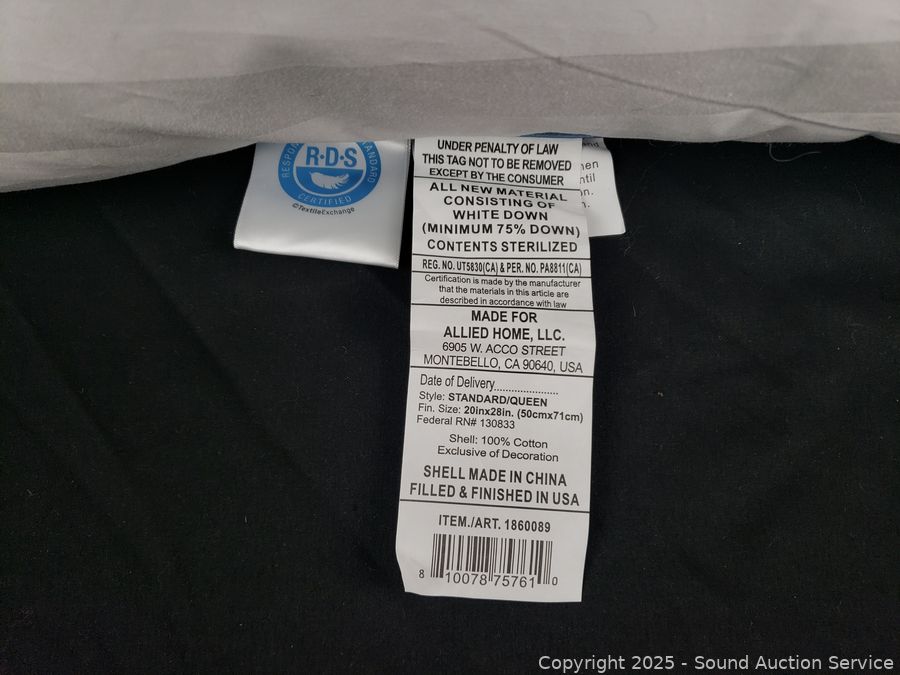 R·D·S
CERTIFIED
©TextileExchange
UNDER PENALTY OF LAW
THIS TAG NOT TO BE REMOVED
EXCEPT BY THE CONSUMER
ALL NEW MATERIAL
CONSISTING OF
WHITE DOWN
(MINIMUM 75% DOWN)
CONTENTS STERILIZED
REG. NO. UT5830(CA) & PER. NO. PA8811(CA)
Certification is made by the manufacturer
that the materials in this article are
described in accordance with law
MADE FOR
ALLIED HOME, LLC.
6905 W. ACCO STREET
MONTEBELLO, CA 90640, USA
Date of Delivery......................
Style: STANDARD/QUEEN
Fin. Size: 20inx28in. (50cmx71cm)
Federal RN# 130833
Shell: 100% Cotton
Exclusive of Decoration
SHELL MADE IN CHINA
FILLED & FINISHED IN USA
ITEM./ART. 1860089
8 10078 75761 0
Copyright 2025 - Sound Auction Service